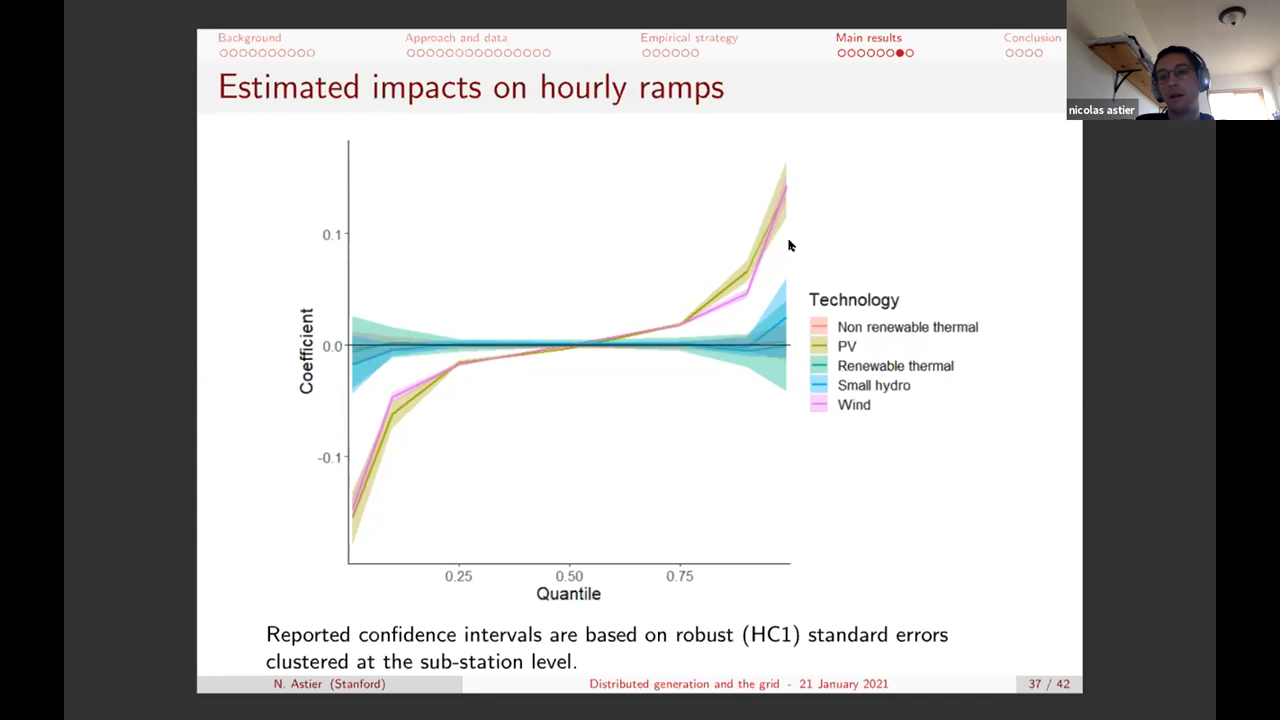 Background
Approach and data
Empirical strategy
Main results
Conclusion
nicolas astier
Estimated impacts on hourly ramps
0.1
0.0
-0.1
Coefficient
0.25
0.50
0.75
Quantile
Technology
Non renewable thermal
PV
Renewable thermal
Small hydro
Wind
Reported confidence intervals are based on robust (HC1) standard errors
clustered at the sub-station level.
N. Astier (Stanford)
Distributed generation and the grid - 21 January 2021
37 / 42